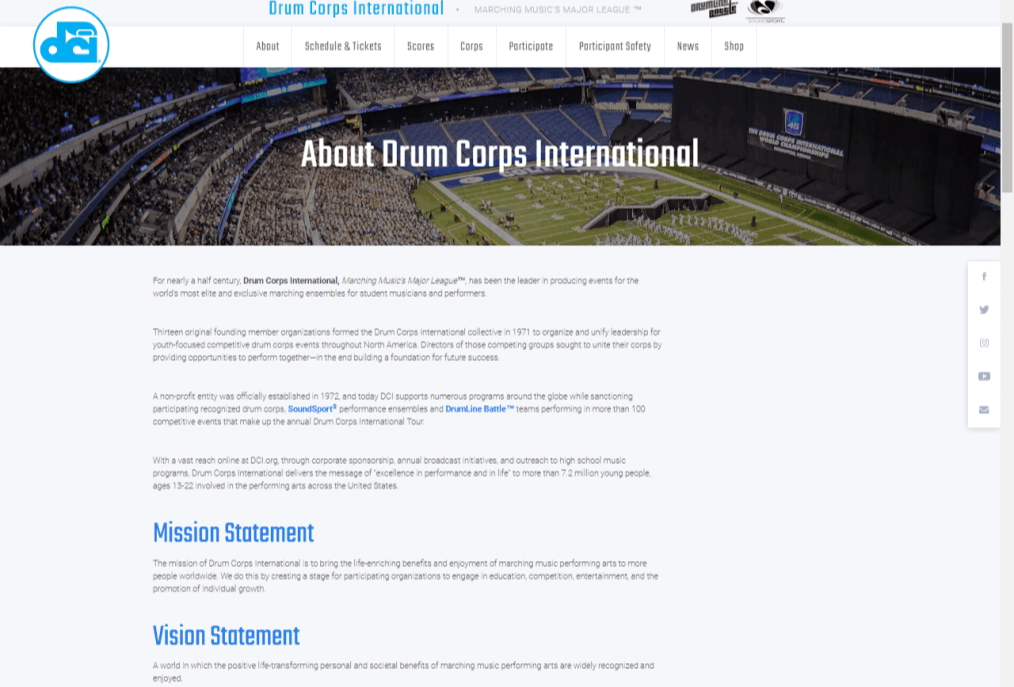 Drum Corps International • MARCHING MUSIC'S MAJOR LEAGUE ™ DRUMLINE BATTLE SOUNDSPORT
dci
About Schedule & Tickets Scores Corps Participate Participant Safety News Shop
DCI 45
THE DRUM CORPS INTERNATIONAL
WORLD CHAMPIONSHIPS
About Drum Corps International
For nearly a half century, Drum Corps International, Marching Music's Major League™, has been the leader in producing events for the
world's most elite and exclusive marching ensembles for student musicians and performers.
Thirteen original founding member organizations formed the Drum Corps International collective in 1971 to organize and unify leadership for
youth-focused competitive drum corps events throughout North America. Directors of those competing groups sought to unite their corps by
providing opportunities to perform together—in the end building a foundation for future success.
A non-profit entity was officially established in 1972, and today DCI supports numerous programs around the globe while sanctioning
participating recognized drum corps, SoundSport® performance ensembles and DrumLine Battle™ teams performing in more than 100
competitive events that make up the annual Drum Corps International Tour.
With a vast reach online at DCI.org, through corporate sponsorship, annual broadcast initiatives, and outreach to high school music
programs, Drum Corps International delivers the message of "excellence in performance and in life" to more than 7.2 million young people,
ages 13-22 involved in the performing arts across the United States.
Mission Statement
The mission of Drum Corps International is to bring the life-enriching benefits and enjoyment of marching music performing arts to more
people worldwide. We do this by creating a stage for participating organizations to engage in education, competition, entertainment, and the
promotion of individual growth.
Vision Statement
A world in which the positive life-transforming personal and societal benefits of marching music performing arts are widely recognized and
enjoyed.